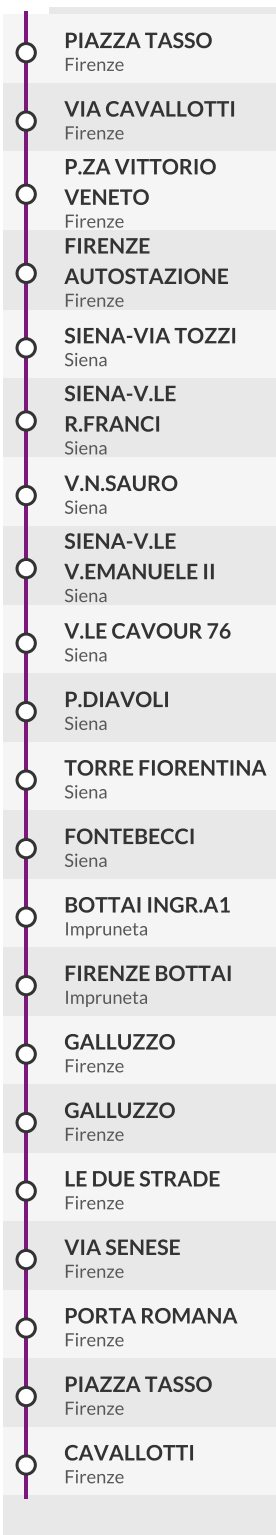 PIAZZA TASSO
Firenze
VIA CAVALLOTTI
Firenze
P.ZA VITTORIO
VENETO
Firenze
FIRENZE
AUTOSTAZIONE
Firenze
SIENA-VIA TOZZI
Siena
SIENA-V.LE
R.FRANCI
Siena
V.N.SAURO
Siena
SIENA-V.LE
V.EMANUELE II
Siena
V.LE CAVOUR 76
Siena
P.DIAVOLI
Siena
TORRE FIORENTINA
Siena
FONTEBECCI
Siena
BOTTAI INGR.A1
Impruneta
FIRENZE BOTTAI
Impruneta
GALLUZZO
Firenze
GALLUZZO
Firenze
LE DUE STRADE
Firenze
VIA SENESE
Firenze
PORTA ROMANA
Firenze
PIAZZA TASSO
Firenze
CAVALLOTTI
Firenze